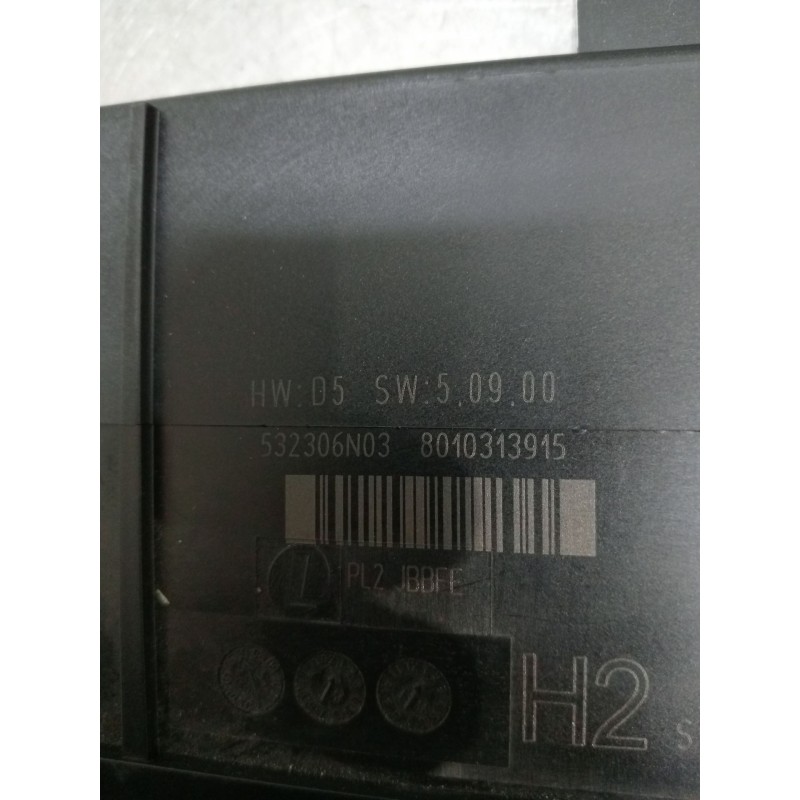 HW:D5 SW:5.09.00
532306N03 8010313915
PL2 JBBFE
H2
S